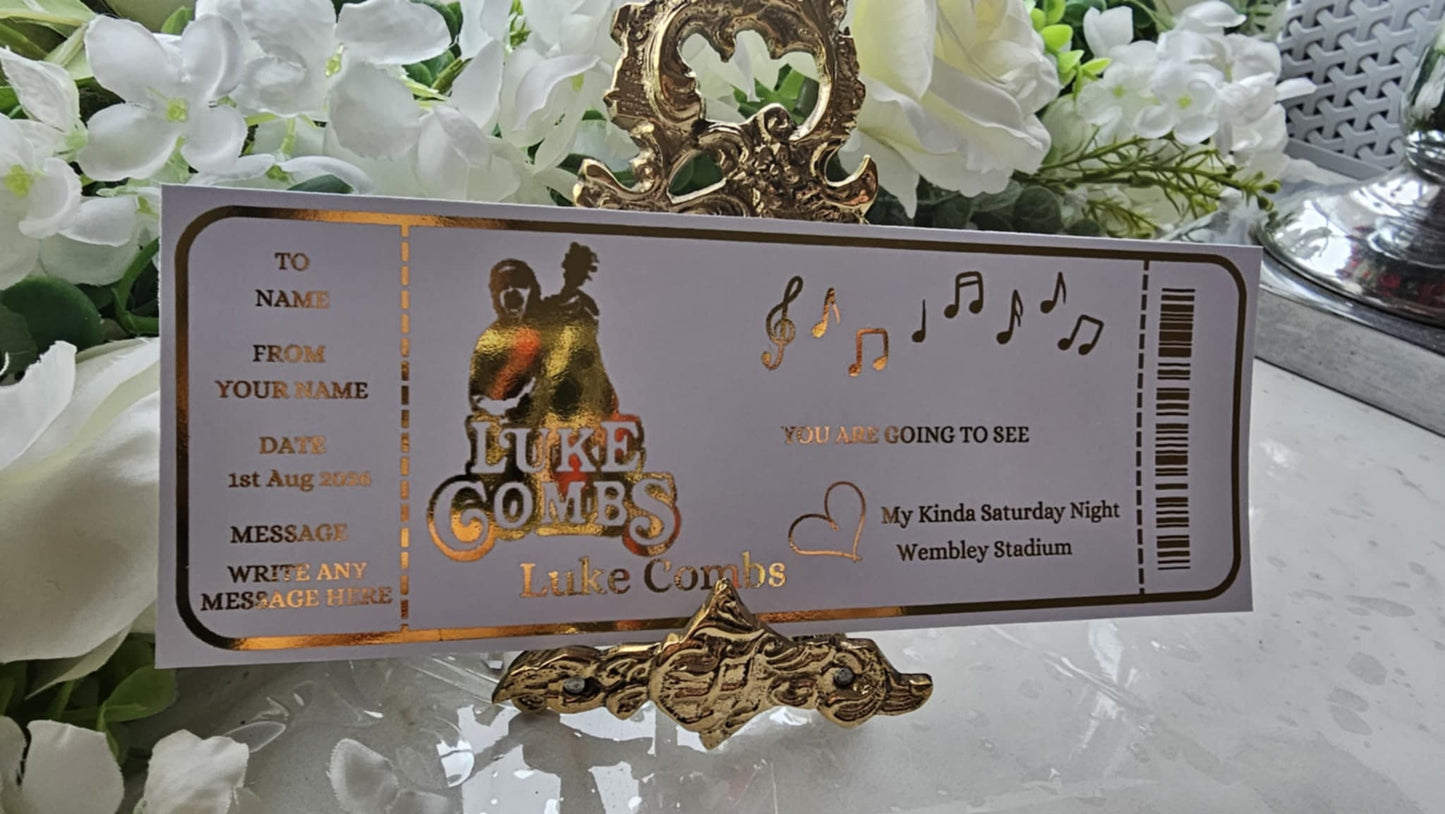 TO
NAME
FROM
YOUR NAME
DATE
1st Aug 2026
MESSAGE
WRITE ANY
MESSAGE HERE
LUKE
COMBS
Luke Combs
YOU ARE GOING TO SEE
My Kinda Saturday Night
Wembley Stadium